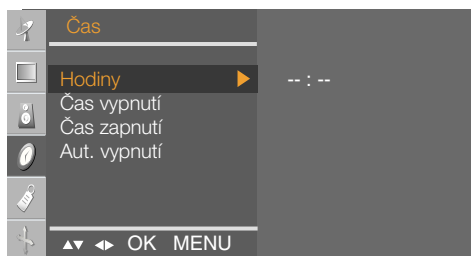 Čas
Hodiny -- : --
Čas vypnutí
Čas zapnutí
Aut. vypnutí
OK MENU